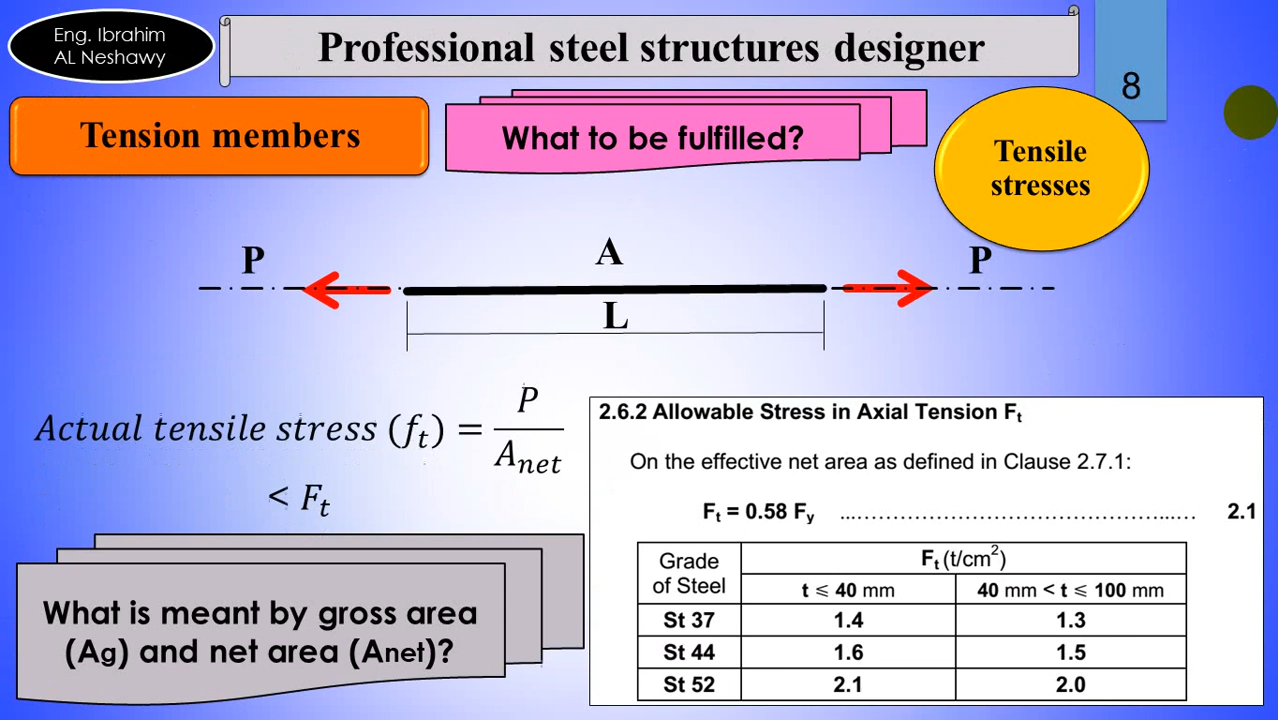 Eng. Ibrahim
AL Neshawy
Professional steel structures designer
8
Tension members
What to be fulfilled?
Tensile
stresses
P
A
P
L
Actual tensile stress (fₜ) = P / Aₙₑₜ
< Fₜ
2.6.2 Allowable Stress in Axial Tension Fₜ
On the effective net area as defined in Clause 2.7.1:
Fₜ = 0.58 Fy ...……………………………………...… 2.1
Grade of Steel | Fₜ (t/cm²)
t ⩽ 40 mm | 40 mm < t ⩽ 100 mm
St 37 | 1.4 | 1.3
St 44 | 1.6 | 1.5
St 52 | 2.1 | 2.0
What is meant by gross area
(Ag) and net area (Anet)?